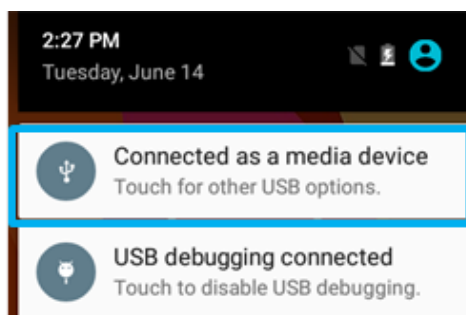 2:27 PM
Tuesday, June 14
Connected as a media device
Touch for other USB options.
USB debugging connected
Touch to disable USB debugging.